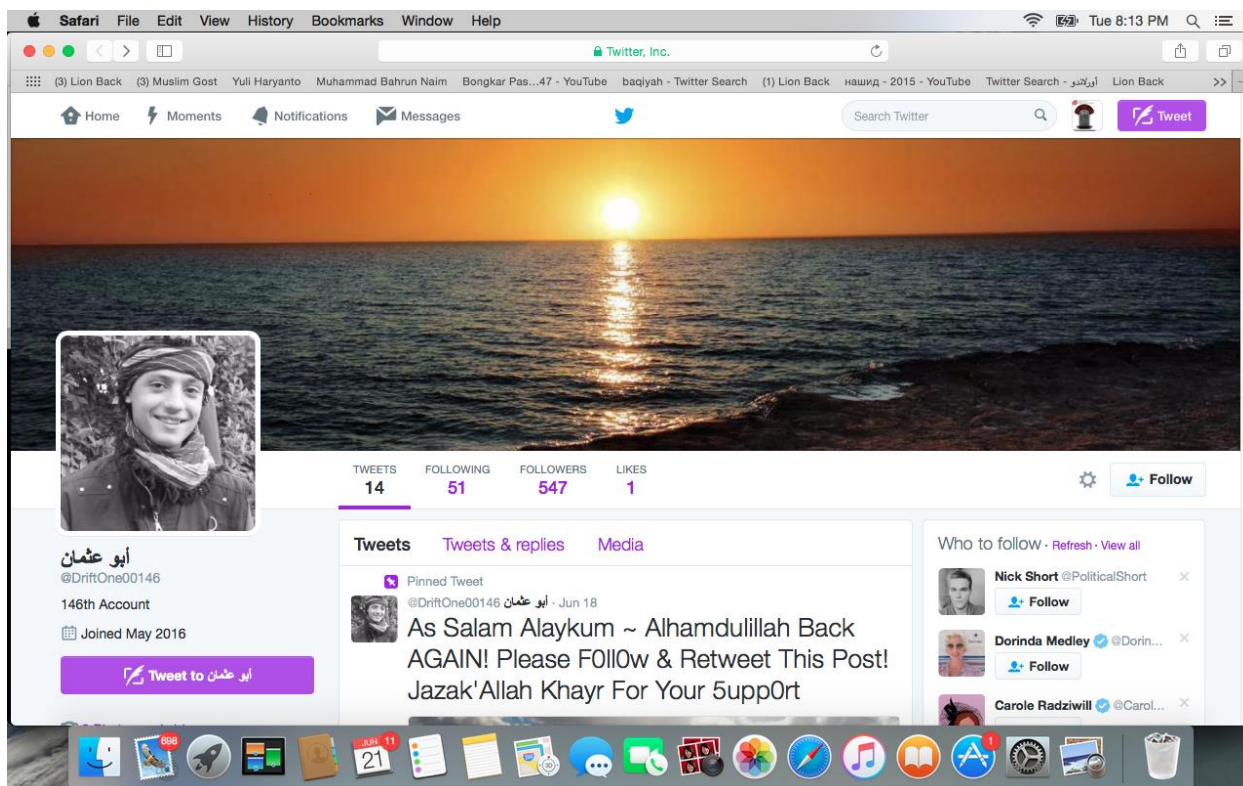 Safari File Edit View History Bookmarks Window Help Tue 8:13 PM
Twitter, Inc.
(3) Lion Back (3) Muslim Gost Yuli Haryanto Muhammad Bahrun Naim Bongkar Pas...47 - YouTube baqiyah - Twitter Search (1) Lion Back нашид - 2015 - YouTube Twitter Search - أورلاندو Lion Back >>
Home Moments Notifications Messages Search Twitter Tweet
TWEETS FOLLOWING FOLLOWERS LIKES
14 51 547 1
Follow
أبو عثمان
@DriftOne00146
146th Account
Joined May 2016
Tweet to أبو عثمان
Tweets Tweets & replies Media
Pinned Tweet
@DriftOne00146 أبو عثمان · Jun 18
As Salam Alaykum ~ Alhamdulillah Back
AGAIN! Please F0ll0w & Retweet This Post!
Jazak'Allah Khayr For Your 5upp0rt
Who to follow · Refresh · View all
Nick Short @PoliticalShort
Follow
Dorinda Medley @Dorin...
Follow
Carole Radziwill @Carol...
698
JUN 11
21
1